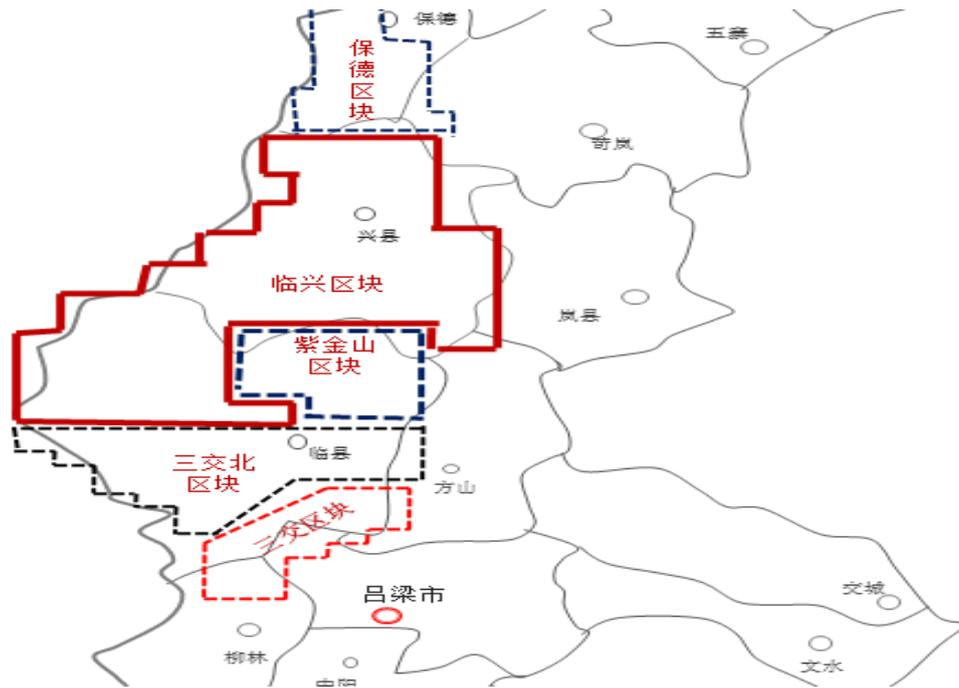 保德
五寨
保
德
区
块
岢岚
兴县
临兴区块
岚县
紫金山
区块
临县
三交北
区块
方山
三交区块
吕梁市
交城
柳林
文水